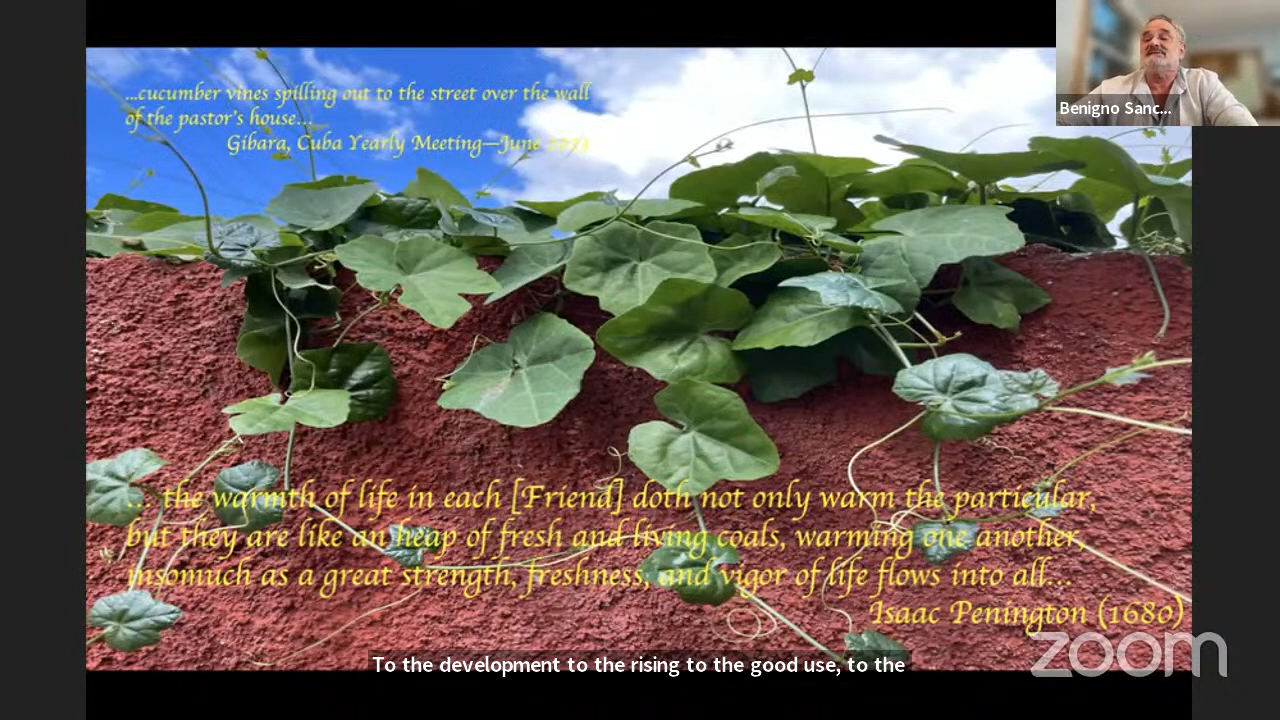 ...cucumber vines spilling out to the street over the wall
of the pastor's house...
Gibara, Cuba Yearly Meeting—June 2023
Benigno Sanc...
... the warmth of life in each [Friend] doth not only warm the particular,
but they are like an heap of fresh and living coals, warming one another,
insomuch as a great strength, freshness, and vigor of life flows into all...
Isaac Penington (1680)
zoom
To the development to the rising to the good use, to the